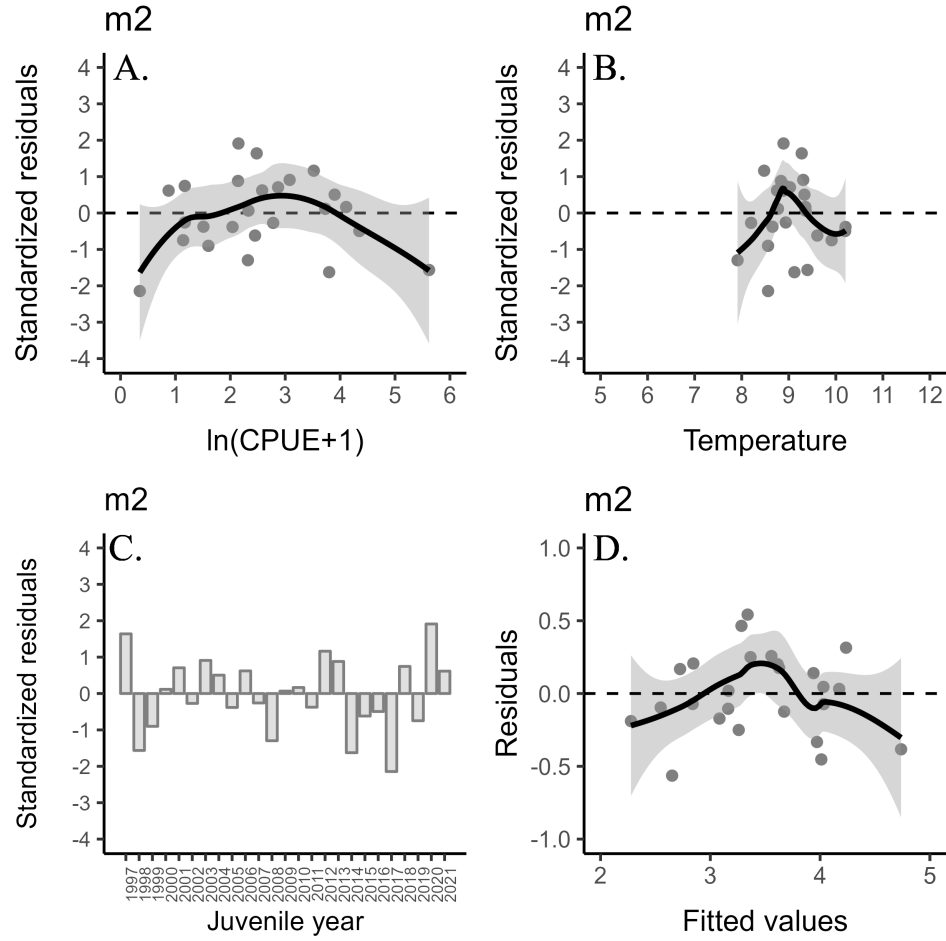 m2
A.
Standardized residuals
4
3
2
1
0
-1
-2
-3
-4
0 1 2 3 4 5 6
ln(CPUE+1)
m2
B.
Standardized residuals
4
3
2
1
0
-1
-2
-3
-4
5 6 7 8 9 10 11 12
Temperature
m2
C.
Standardized residuals
4
3
2
1
0
-1
-2
-3
-4
1997 1998 1999 2000 2001 2002 2003 2004 2005 2006 2007 2008 2009 2010 2011 2012 2013 2014 2015 2016 2017 2018 2019 2020 2021
Juvenile year
m2
D.
Residuals
1.0
0.5
0.0
-0.5
-1.0
2 3 4 5
Fitted values